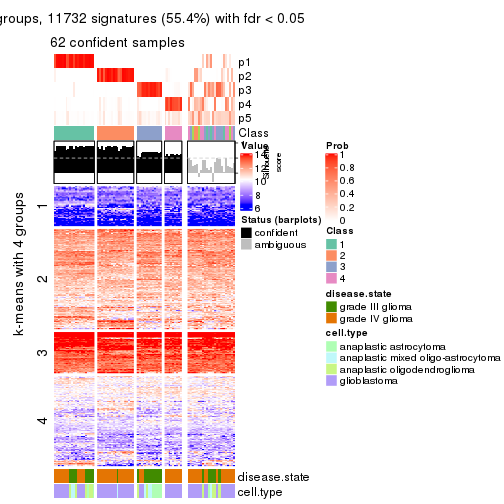 groups, 11732 signatures (55.4%) with fdr < 0.05
62 confident samples
p1
p2
p3
p4
p5
Class
Silhouette
score
k-means with 4 groups
1
2
3
4
Value
14
12
10
8
6
Status (barplots)
confident
ambiguous
Prob
1
0.8
0.6
0.4
0.2
0
Class
1
2
3
4
disease.state
grade III glioma
grade IV glioma
cell.type
anaplastic astrocytoma
anaplastic mixed oligo-astrocytoma
anaplastic oligodendroglioma
glioblastoma
disease.state
cell.type